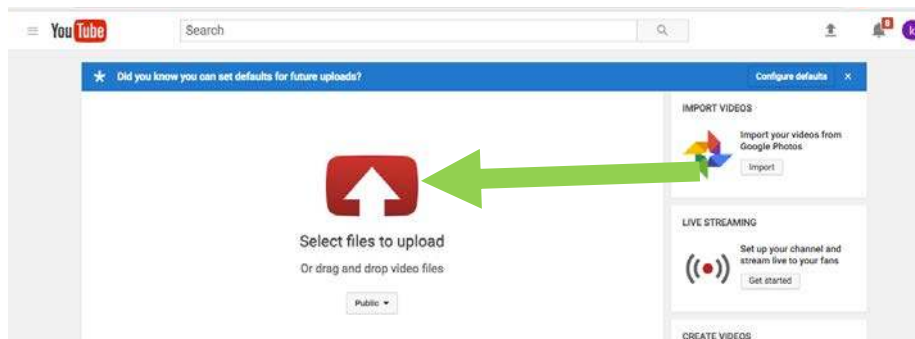 YouTube
Search
8
k
Did you know you can set defaults for future uploads?
Configure defaults x
IMPORT VIDEOS
Import your videos from
Google Photos
Import
Select files to upload
Or drag and drop video files
Public
LIVE STREAMING
Set up your channel and
stream live to your fans
Get started
CREATE VIDEOS